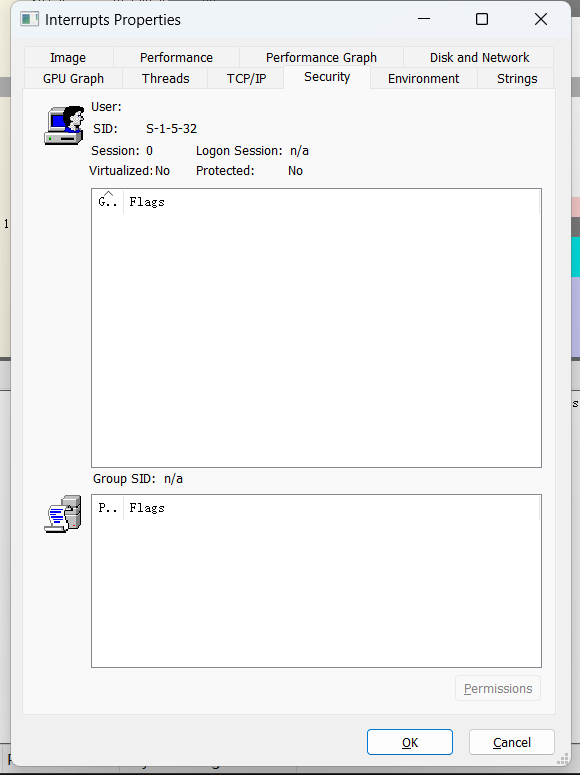 Interrupts Properties
Image Performance Performance Graph Disk and Network
GPU Graph Threads TCP/IP Security Environment Strings
User:
SID: S-1-5-32
Session: 0 Logon Session: n/a
Virtualized: No Protected: No
G.. Flags
1
s
Group SID: n/a
P.. Flags
Permissions
OK Cancel